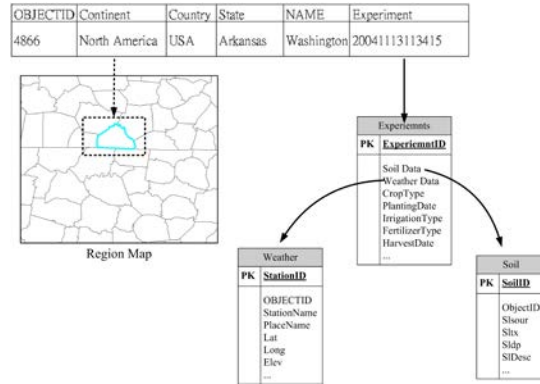 OBJECTID Continent Country State NAME Experiment
4866 North America USA Arkansas Washington 20041113113415
Region Map
Experiemnts
PK ExperiemntID
Soil Data
Weather Data
CropType
PlantingDate
IrrigationType
FertilizerType
HarvestDate
...
Weather
PK StationID
OBJECTID
StationName
PlaceName
Lat
Long
Elev
...
Soil
PK SoilID
ObjectID
Slsour
Sltx
Sldp
SlDesc
...